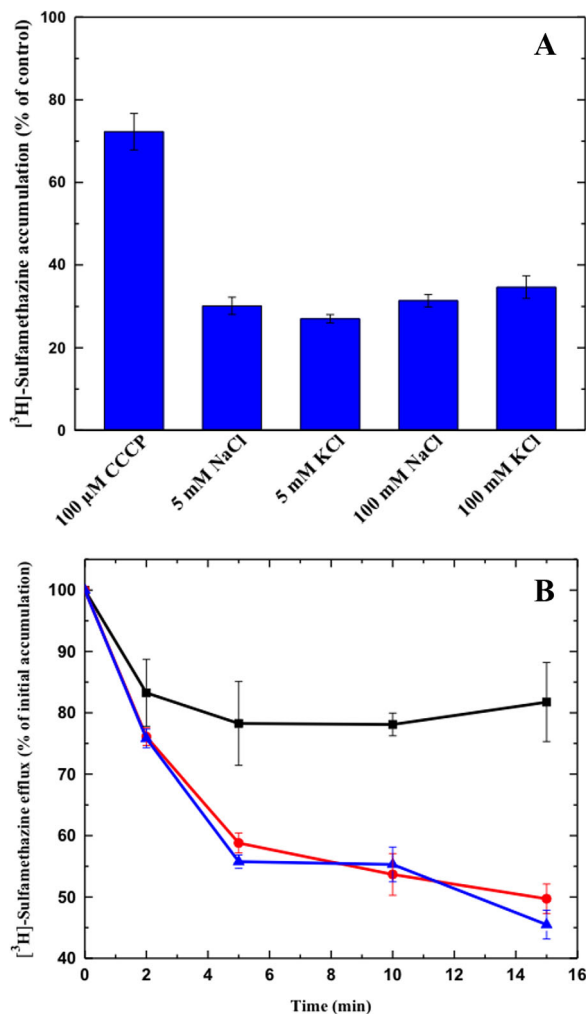 A
[³H]-Sulfamethazine accumulation (% of control)
100
80
60
40
20
0
100 µM CCCP
5 mM NaCl
5 mM KCl
100 mM NaCl
100 mM KCl
B
[³H]-Sulfamethazine efflux (% of initial accumulation)
100
90
80
70
60
50
40
0 2 4 6 8 10 12 14 16
Time (min)